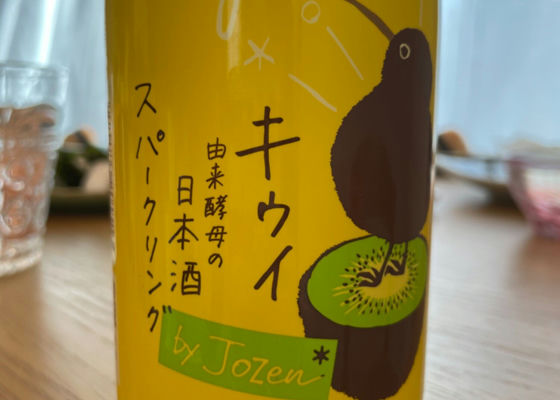 キウイ
由来酵母の
日本酒
スパークリング
by Jozen